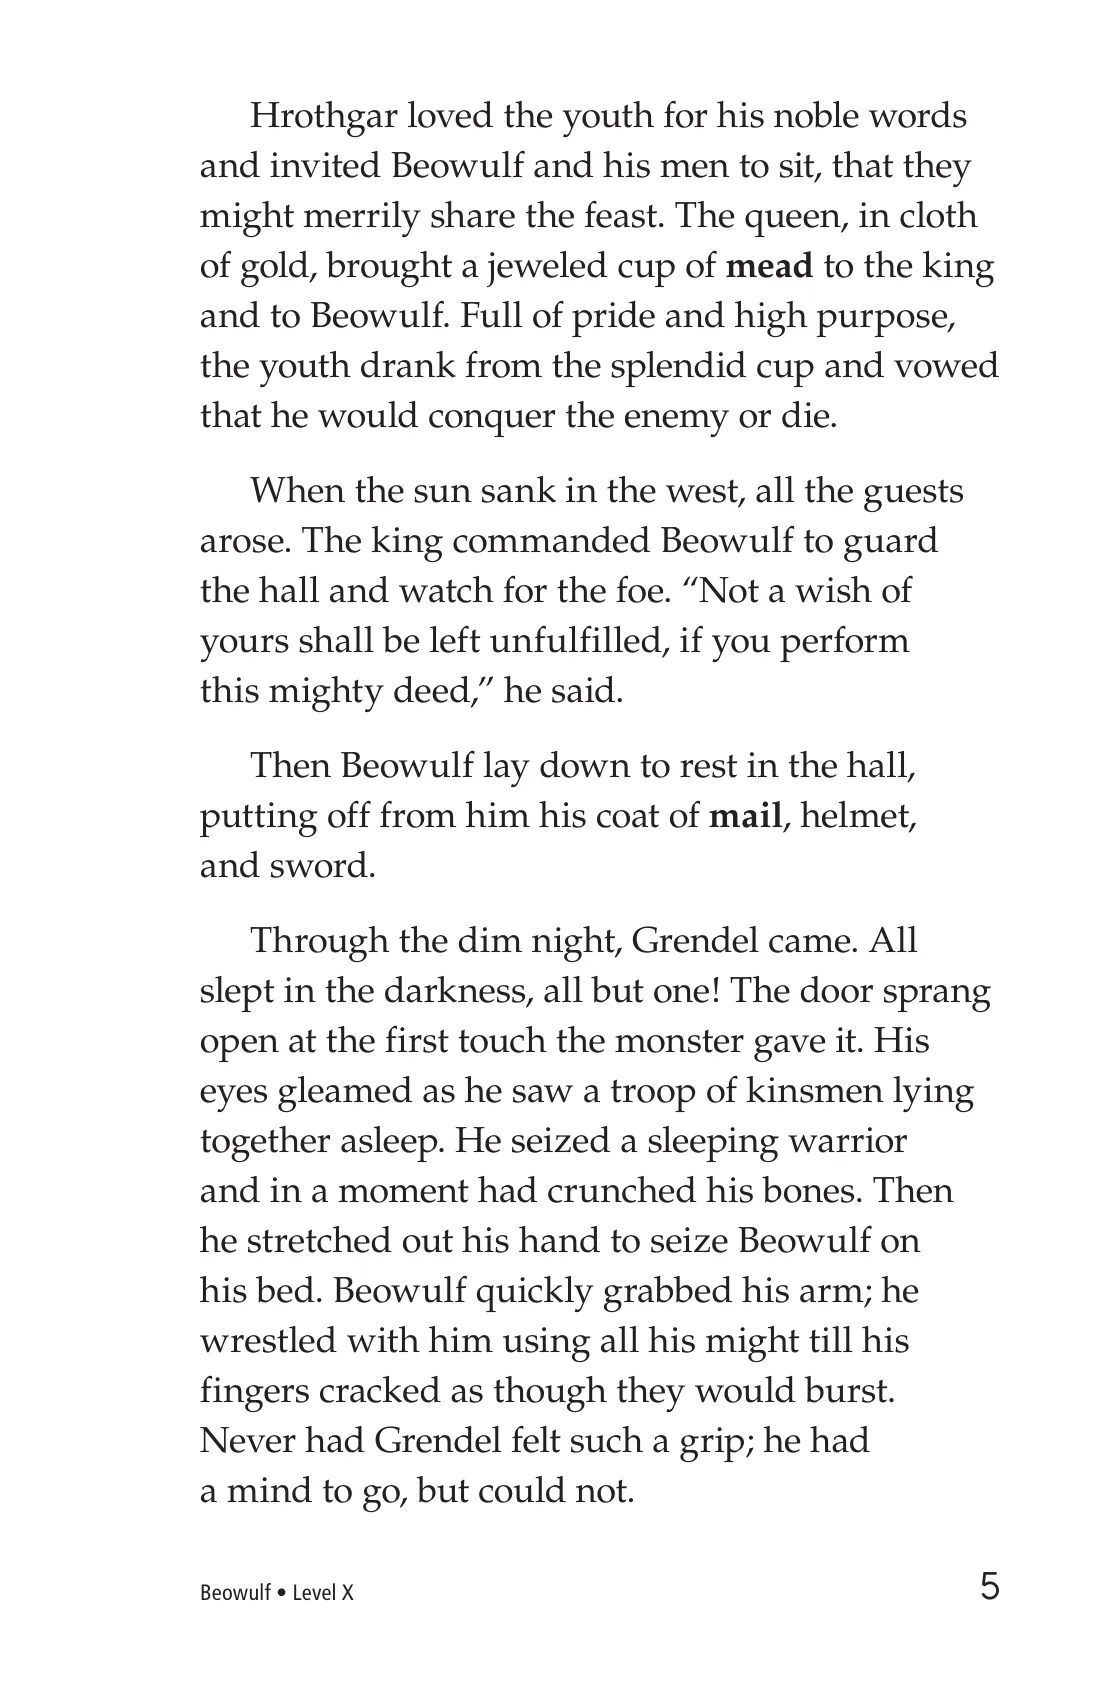 Hrothgar loved the youth for his noble words
and invited Beowulf and his men to sit, that they
might merrily share the feast. The queen, in cloth
of gold, brought a jeweled cup of mead to the king
and to Beowulf. Full of pride and high purpose,
the youth drank from the splendid cup and vowed
that he would conquer the enemy or die.
When the sun sank in the west, all the guests
arose. The king commanded Beowulf to guard
the hall and watch for the foe. “Not a wish of
yours shall be left unfulfilled, if you perform
this mighty deed,” he said.
Then Beowulf lay down to rest in the hall,
putting off from him his coat of mail, helmet,
and sword.
Through the dim night, Grendel came. All
slept in the darkness, all but one! The door sprang
open at the first touch the monster gave it. His
eyes gleamed as he saw a troop of kinsmen lying
together asleep. He seized a sleeping warrior
and in a moment had crunched his bones. Then
he stretched out his hand to seize Beowulf on
his bed. Beowulf quickly grabbed his arm; he
wrestled with him using all his might till his
fingers cracked as though they would burst.
Never had Grendel felt such a grip; he had
a mind to go, but could not.
Beowulf • Level X
5